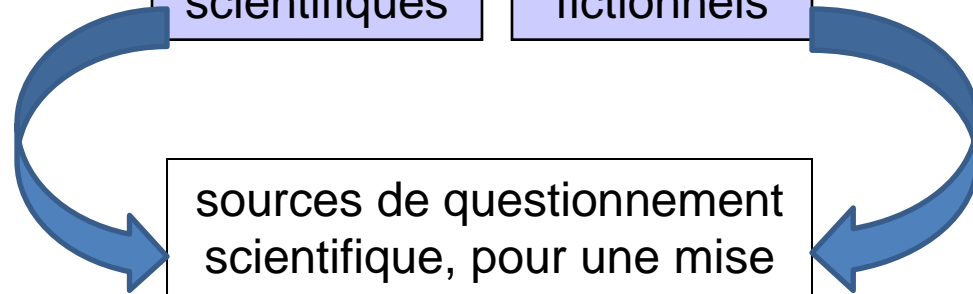 scientifiques fictionnels
sources de questionnement
scientifique, pour une mise